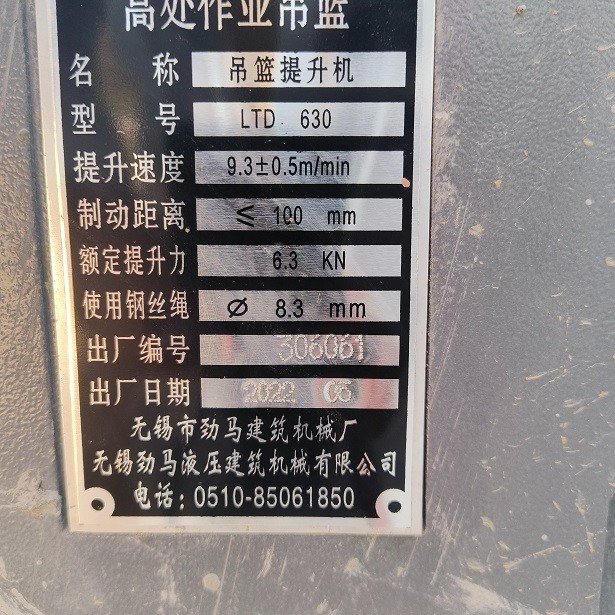 高处作业吊篮
名 称 吊篮提升机
型 号 LTD 630
提升速度 9.3±0.5m/min
制动距离 ≤ 100 mm
额定提升力 6.3 KN
使用钢丝绳 Ø 8.3 mm
出厂编号 306061
出厂日期 2022 05
无锡市劲马建筑机械厂
无锡劲马液压建筑机械有限公司
电话:0510-85061850